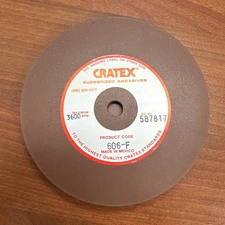 CRATEX
RUBBERIZED ABRASIVES
3600
587817
PRODUCT CODE
606-F
MADE IN MEXICO
TO THE HIGHEST QUALITY CRATEX STANDARDS